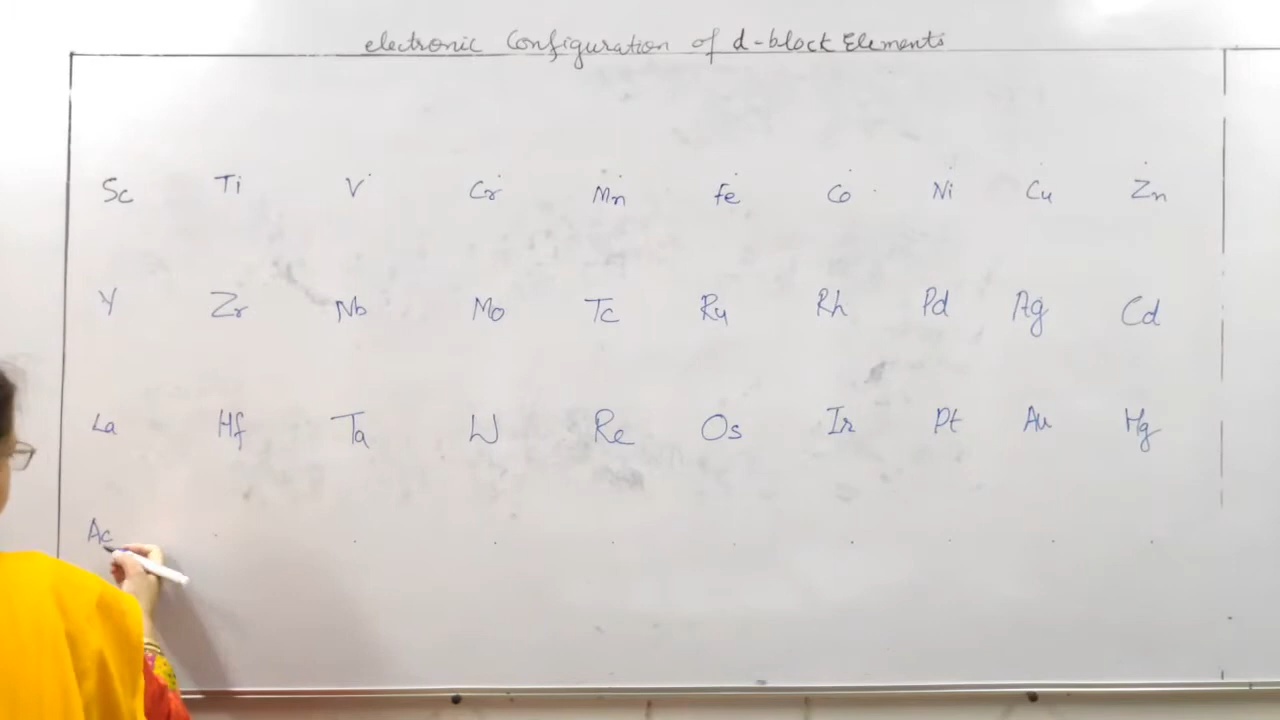 electronic Configuration of d-block Elements
Sc Ti V Cr Mn Fe Co Ni Cu Zn
Y Zr Nb Mo Tc Ru Rh Pd Ag Cd
La Hf Ta W Re Os Ir Pt Au Hg
Ac